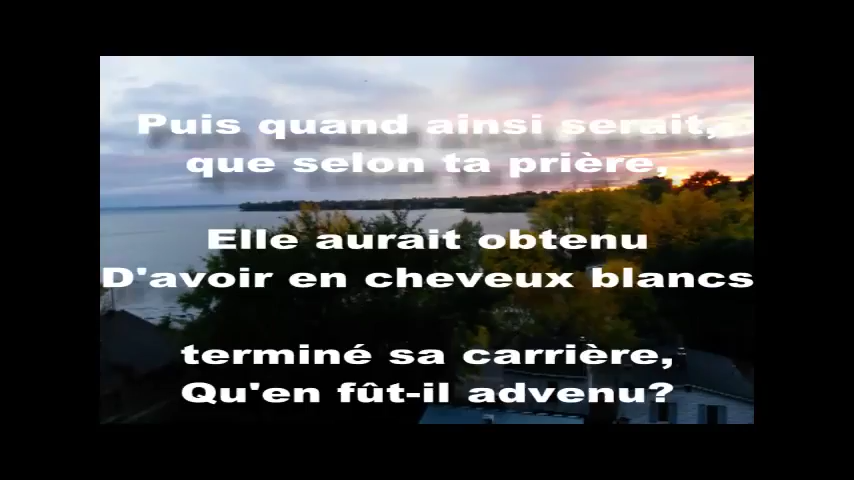 Puis quand ainsi serait,
que selon ta prière,
Elle aurait obtenu
D'avoir en cheveux blancs
terminé sa carrière,
Qu'en fût-il advenu?